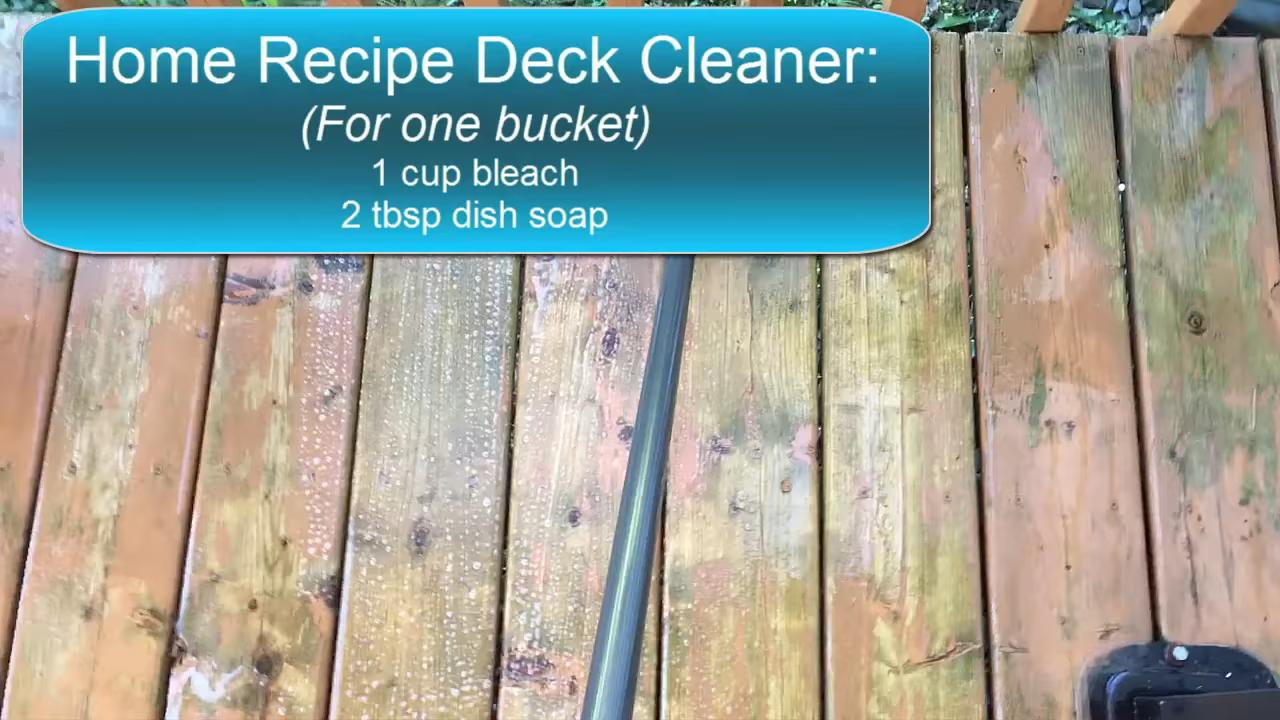 Home Recipe Deck Cleaner:
(For one bucket)
1 cup bleach
2 tbsp dish soap